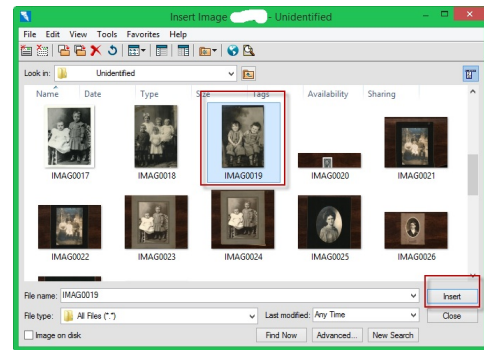 Insert Image - Unidentified
File Edit View Tools Favorites Help
Look in: Unidentified
Name Date Type Size Tags Availability Sharing
IMAG0017 IMAG0018 IMAG0019 IMAG0020 IMAG0021
IMAG0022 IMAG0023 IMAG0024 IMAG0025 IMAG0026
File name: IMAG0019 Insert
File type: All Files (*.*) Last modified: Any Time Close
Image on disk Find Now Advanced... New Search